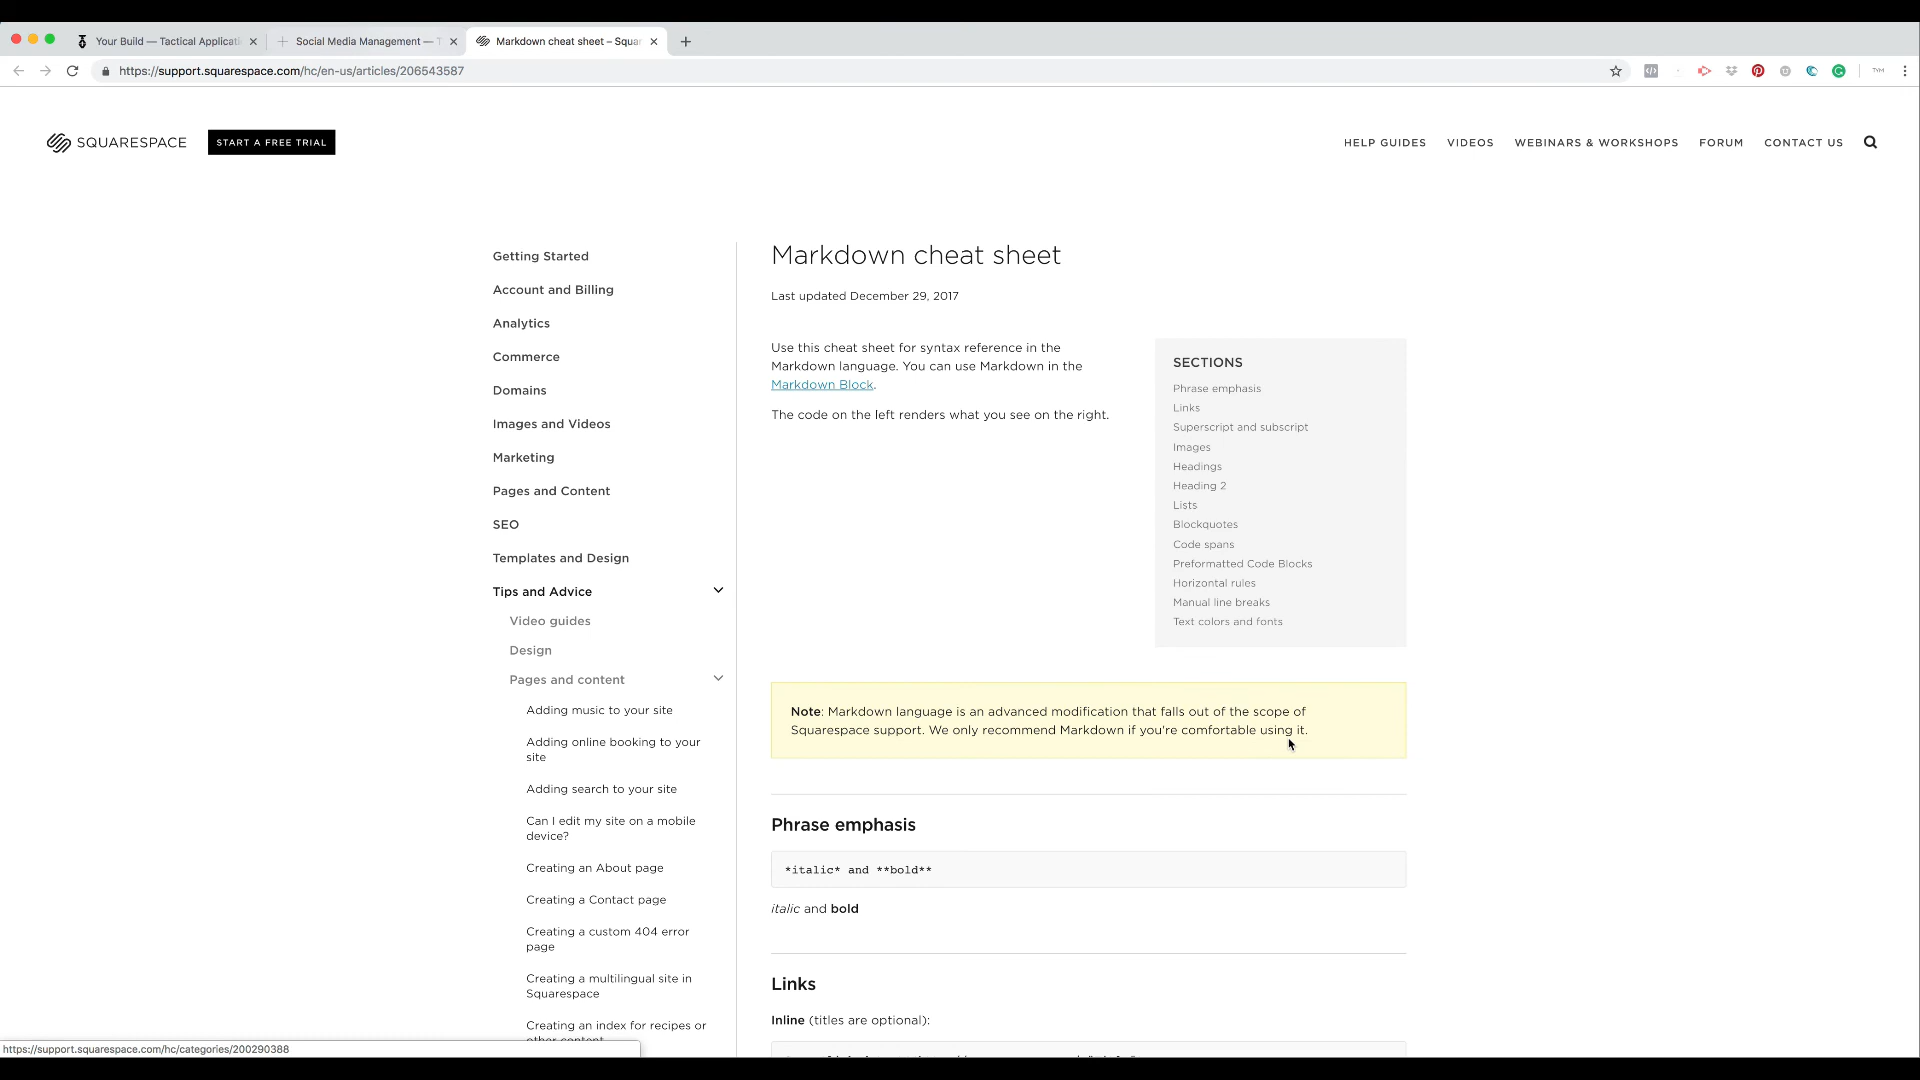 Your Build — Tactical Applicati
Social Media Management — T
Markdown cheat sheet – Squar
https://support.squarespace.com/hc/en-us/articles/206543587
SQUARESPACE
START A FREE TRIAL
HELP GUIDES
VIDEOS
WEBINARS & WORKSHOPS
FORUM
CONTACT US
Getting Started
Account and Billing
Analytics
Commerce
Domains
Images and Videos
Marketing
Pages and Content
SEO
Templates and Design
Tips and Advice
Video guides
Design
Pages and content
Adding music to your site
Adding online booking to your
site
Adding search to your site
Can I edit my site on a mobile
device?
Creating an About page
Creating a Contact page
Creating a custom 404 error
page
Creating a multilingual site in
Squarespace
Creating an index for recipes or
other content
Markdown cheat sheet
Last updated December 29, 2017
Use this cheat sheet for syntax reference in the
Markdown language. You can use Markdown in the
Markdown Block.
The code on the left renders what you see on the right.
SECTIONS
Phrase emphasis
Links
Superscript and subscript
Images
Headings
Heading 2
Lists
Blockquotes
Code spans
Preformatted Code Blocks
Horizontal rules
Manual line breaks
Text colors and fonts
Note: Markdown language is an advanced modification that falls out of the scope of
Squarespace support. We only recommend Markdown if you're comfortable using it.
Phrase emphasis
*italic* and **bold**
italic and bold
Links
Inline (titles are optional):
https://support.squarespace.com/hc/categories/200290388